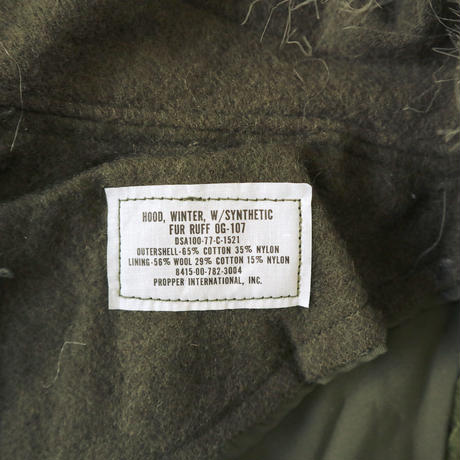 HOOD, WINTER, W/SYNTHETIC
FUR RUFF OG-107
DSA100-77-C-1521
OUTERSHELL-65% COTTON 35% NYLON
LINING-56% WOOL 29% COTTON 15% NYLON
8415-00-782-3004
PROPPER INTERNATIONAL, INC.